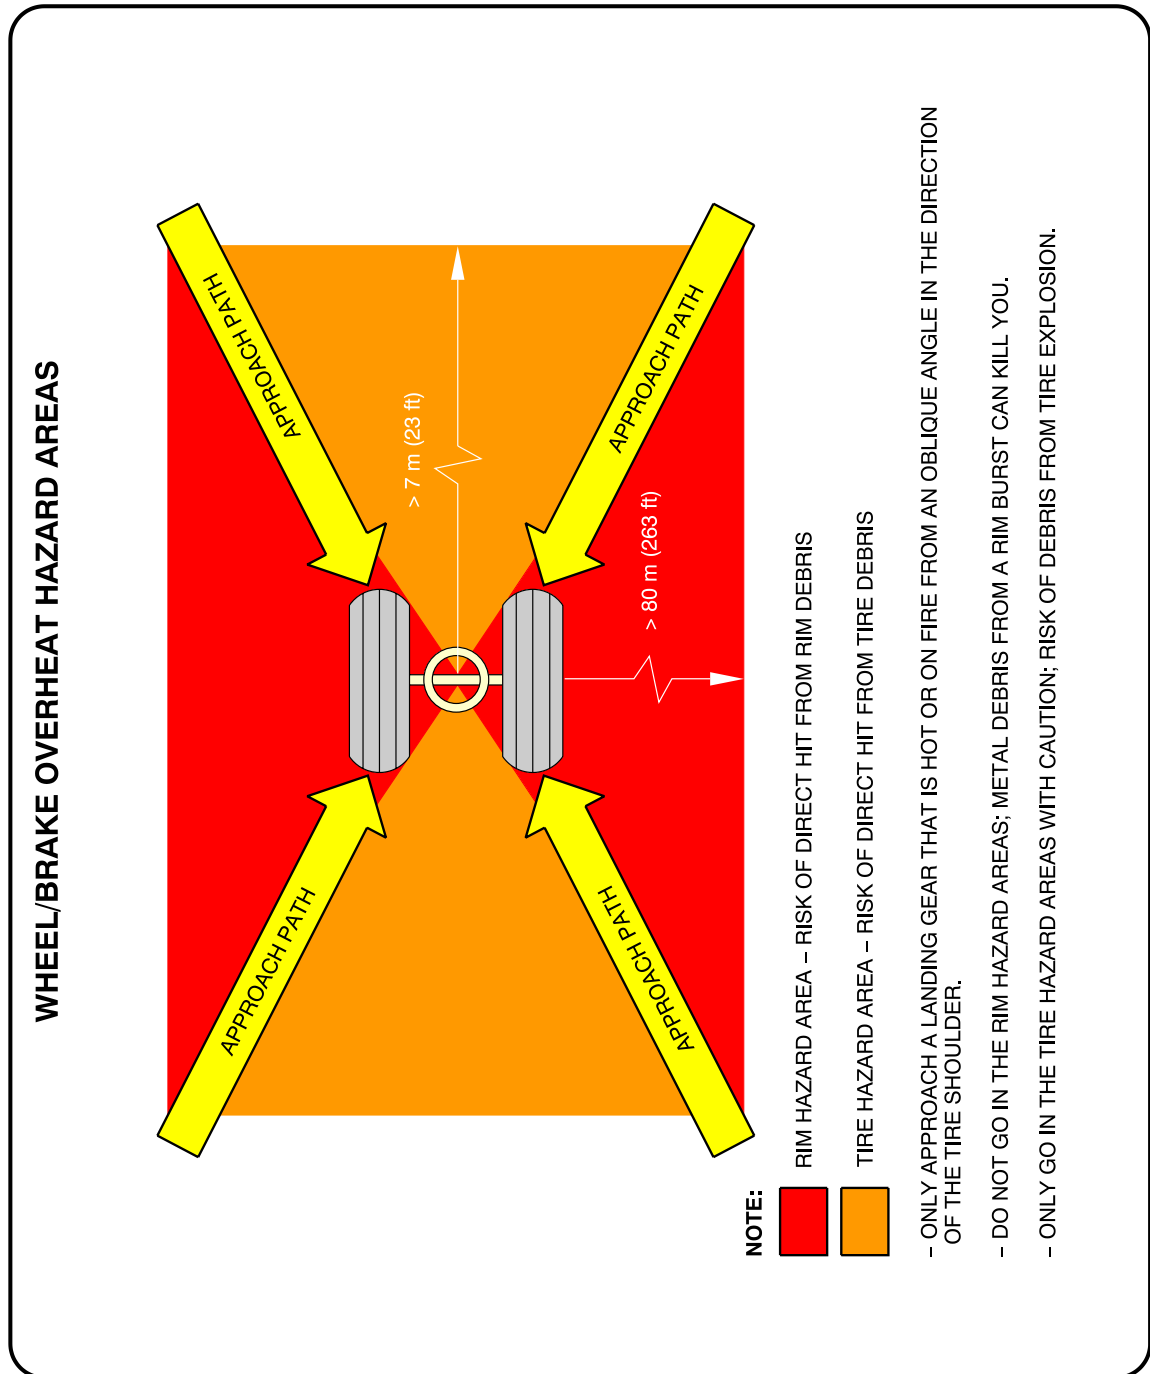 WHEEL/BRAKE OVERHEAT HAZARD AREAS
APPROACH PATH
APPROACH PATH
> 7 m (23 ft)
APPROACH PATH
APPROACH PATH
> 80 m (263 ft)
NOTE:
RIM HAZARD AREA – RISK OF DIRECT HIT FROM RIM DEBRIS
TIRE HAZARD AREA – RISK OF DIRECT HIT FROM TIRE DEBRIS
– ONLY APPROACH A LANDING GEAR THAT IS HOT OR ON FIRE FROM AN OBLIQUE ANGLE IN THE DIRECTION
OF THE TIRE SHOULDER.
– DO NOT GO IN THE RIM HAZARD AREAS; METAL DEBRIS FROM A RIM BURST CAN KILL YOU.
– ONLY GO IN THE TIRE HAZARD AREAS WITH CAUTION; RISK OF DEBRIS FROM TIRE EXPLOSION.